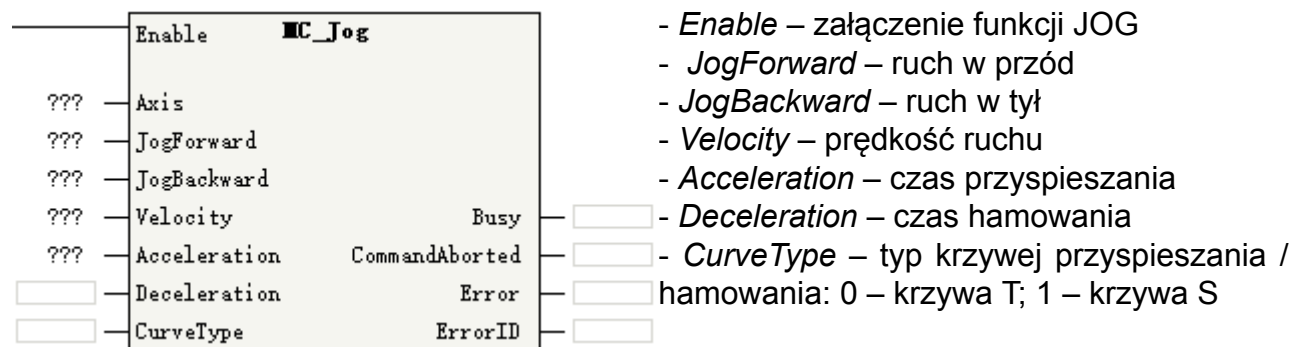 Enable MC_Jog
??? Axis
??? JogForward
??? JogBackward
??? Velocity Busy
??? Acceleration CommandAborted
Deceleration Error
CurveType ErrorID
- Enable – załączenie funkcji JOG
- JogForward – ruch w przód
- JogBackward – ruch w tył
- Velocity – prędkość ruchu
- Acceleration – czas przyspieszania
- Deceleration – czas hamowania
- CurveType – typ krzywej przyspieszania /
hamowania: 0 – krzywa T; 1 – krzywa S